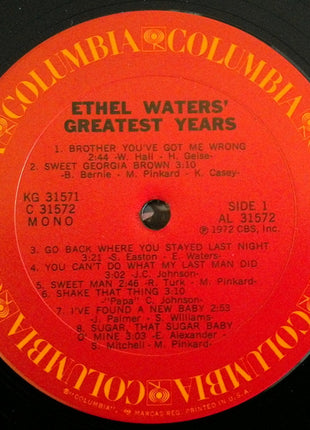 COLUMBIA COLUMBIA COLUMBIA COLUMBIA COLUMBIA COLUMBIA
ETHEL WATERS'
GREATEST YEARS
1. BROTHER YOU'VE GOT ME WRONG
2:44 -W. Hall - H. Geise-
2. SWEET GEORGIA BROWN 3:10
-B. Bernie - M. Pinkard - K. Casey-
KG 31571
C 31572
MONO
SIDE 1
AL 31572
Ⓟ 1972 CBS, Inc.
3. GO BACK WHERE YOU STAYED LAST NIGHT
3:21 -S. Easton - E. Waters-
4. YOU CAN'T DO WHAT MY LAST MAN DID
3:02 -J.C. Johnson-
5. SWEET MAN 2:46 -R. Turk - M. Pinkard-
6. SHAKE THAT THING 3:10
-"Papa" C. Johnson-
7. I'VE FOUND A NEW BABY 2:53
-J. Palmer - S. Williams-
8. SUGAR, THAT SUGAR BABY
O' MINE 3:03 -E. Alexander -
S. Mitchell - M. Pinkard-
® "COLUMBIA", MARCAS REG. PRINTED IN U.S.A.